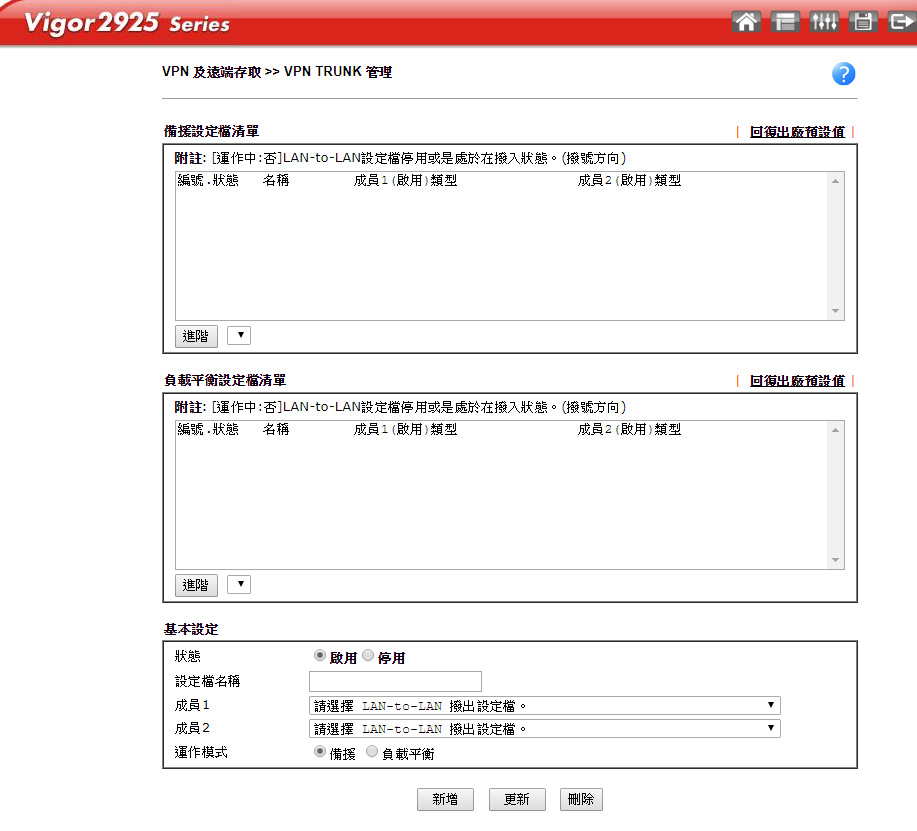 Vigor2925 Series
VPN 及遠端存取 >> VPN TRUNK 管理
備援設定檔清單 | 回復出廠預設值 |
附註: [運作中:否]LAN-to-LAN設定檔停用或是處於在撥入狀態。(撥號方向)
編號.狀態 名稱 成員1(啟用)類型 成員2(啟用)類型
進階
負載平衡設定檔清單 | 回復出廠預設值 |
附註: [運作中:否]LAN-to-LAN設定檔停用或是處於在撥入狀態。(撥號方向)
編號.狀態 名稱 成員1(啟用)類型 成員2(啟用)類型
進階
基本設定
狀態 啟用 停用
設定檔名稱
成員1 請選擇 LAN-to-LAN 撥出設定檔。
成員2 請選擇 LAN-to-LAN 撥出設定檔。
運作模式 備援 負載平衡
新增 更新 刪除